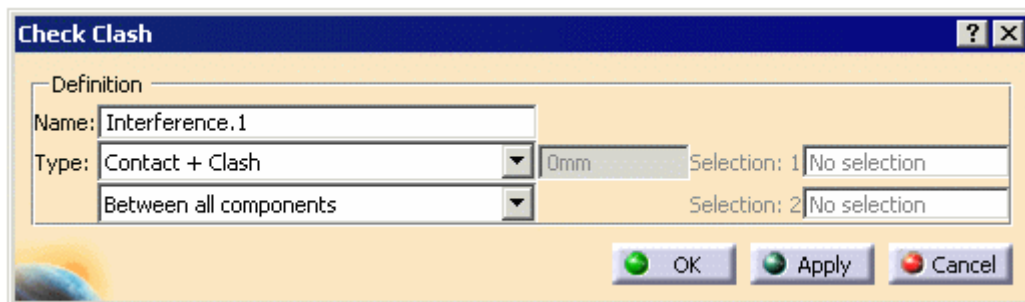 Check Clash
Definition
Name: Interference.1
Type: Contact + Clash 0mm Selection: 1 No selection
Between all components Selection: 2 No selection
OK Apply Cancel